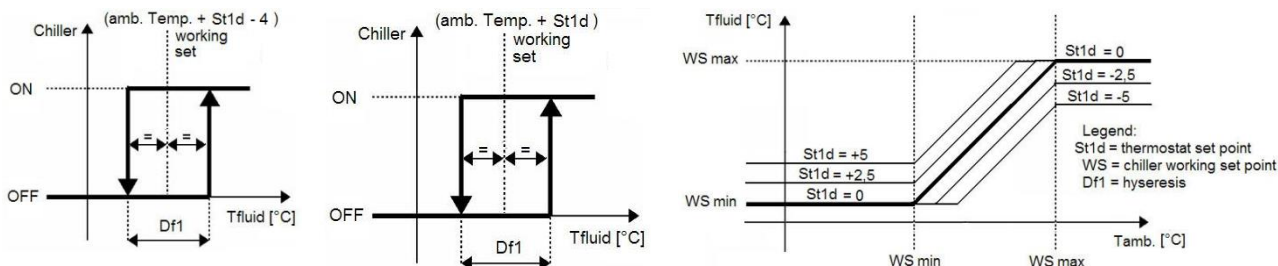 (amb. Temp. + St1d - 4)
Chiller
working
set
ON
= =
OFF
Tfluid [°C]
Df1
(amb. Temp. + St1d )
Chiller
working
set
ON
= =
OFF
Tfluid [°C]
Df1
Tfluid [°C]
WS max
St1d = 0
St1d = -2,5
St1d = -5
Legend:
St1d = thermostat set point
WS = chiller working set point
Df1 = hyseresis
St1d = +5
St1d = +2,5
St1d = 0
WS min
Tamb. [°C]
WS min
WS max